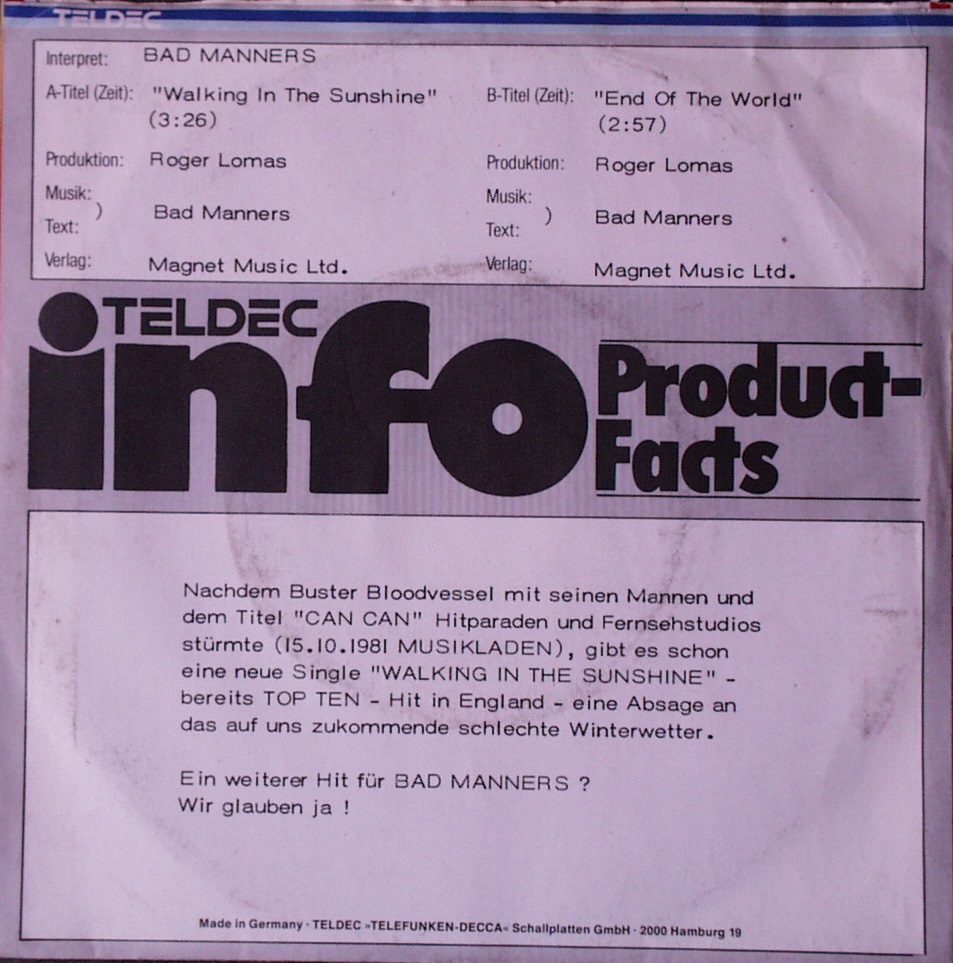 TELDEC
Interpret: BAD MANNERS
A-Titel (Zeit): "Walking In The Sunshine"
(3:26)
Produktion: Roger Lomas
Musik:
)
Bad Manners
Text:
Verlag: Magnet Music Ltd.
B-Titel (Zeit): "End Of The World"
(2:57)
Produktion: Roger Lomas
Musik:
)
Bad Manners
Text:
Verlag: Magnet Music Ltd.
TELDEC
info
Product-
Facts
Nachdem Buster Bloodvessel mit seinen Mannen und
dem Titel "CAN CAN" Hitparaden und Fernsehstudios
stürmte (15.10.1981 MUSIKLADEN), gibt es schon
eine neue Single "WALKING IN THE SUNSHINE" -
bereits TOP TEN - Hit in England - eine Absage an
das auf uns zukommende schlechte Winterwetter.
Ein weiterer Hit für BAD MANNERS ?
Wir glauben ja !
Made in Germany · TELDEC »TELEFUNKEN-DECCA« Schallplatten GmbH · 2000 Hamburg 19